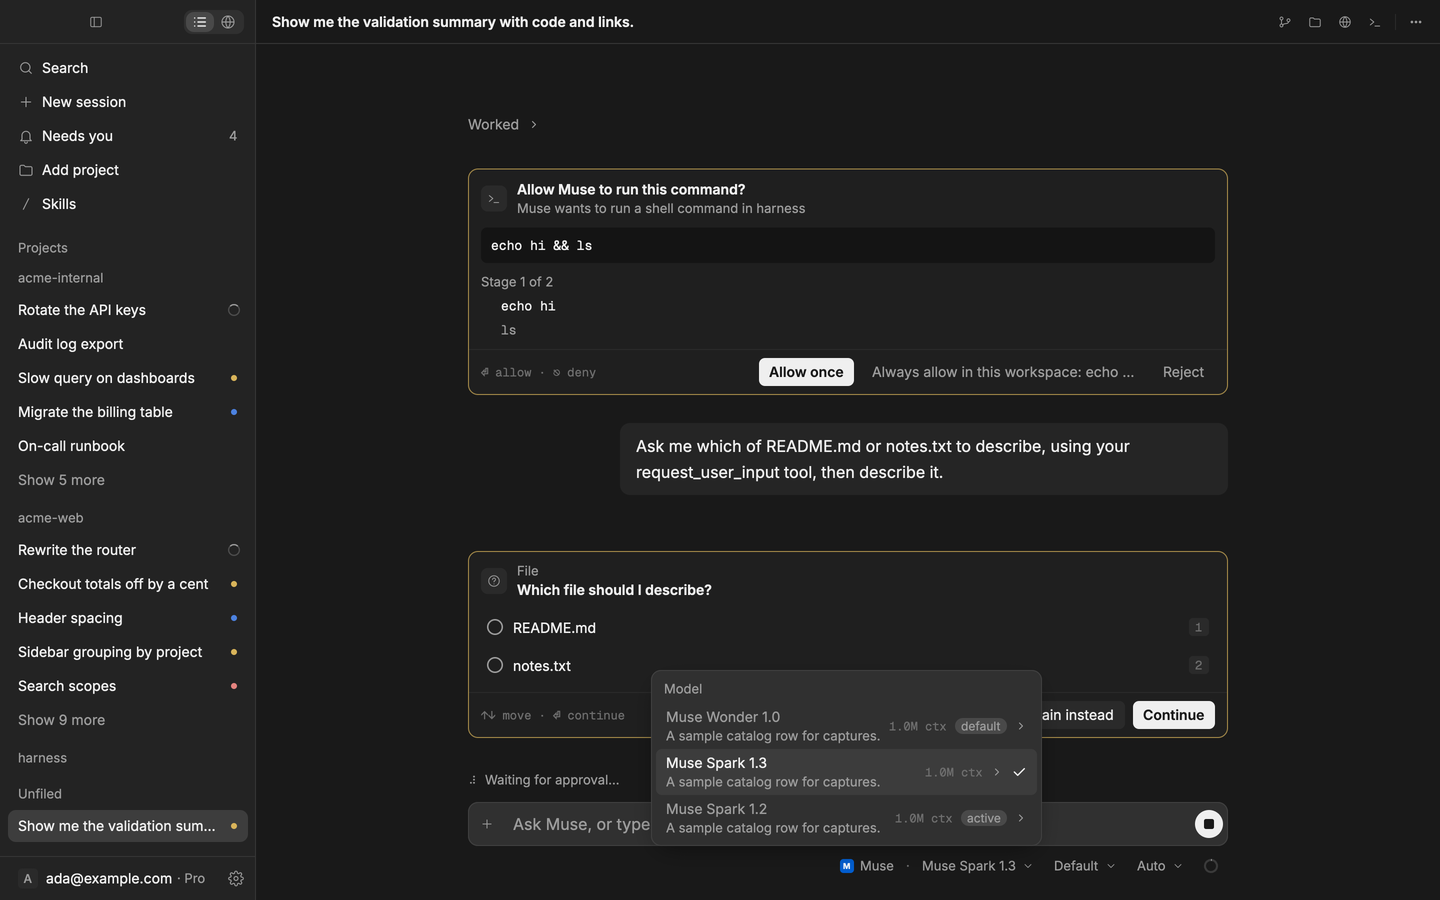 Show me the validation summary with code and links.
Search
New session
Needs you 4
Add project
Skills
Projects
acme-internal
Rotate the API keys
Audit log export
Slow query on dashboards
Migrate the billing table
On-call runbook
Show 5 more
acme-web
Rewrite the router
Checkout totals off by a cent
Header spacing
Sidebar grouping by project
Search scopes
Show 9 more
harness
Unfiled
Show me the validation sum...
A ada@example.com · Pro
Worked
Allow Muse to run this command?
Muse wants to run a shell command in harness
echo hi && ls
Stage 1 of 2
echo hi
ls
allow · deny
Allow once
Always allow in this workspace: echo ...
Reject
Ask me which of README.md or notes.txt to describe, using your
request_user_input tool, then describe it.
File
Which file should I describe?
README.md 1
notes.txt 2
move · continue
ain instead
Continue
Model
Muse Wonder 1.0
A sample catalog row for captures.
1.0M ctx default
Muse Spark 1.3
A sample catalog row for captures.
1.0M ctx
Muse Spark 1.2
A sample catalog row for captures.
1.0M ctx active
Waiting for approval...
Ask Muse, or type
M Muse · Muse Spark 1.3 Default Auto